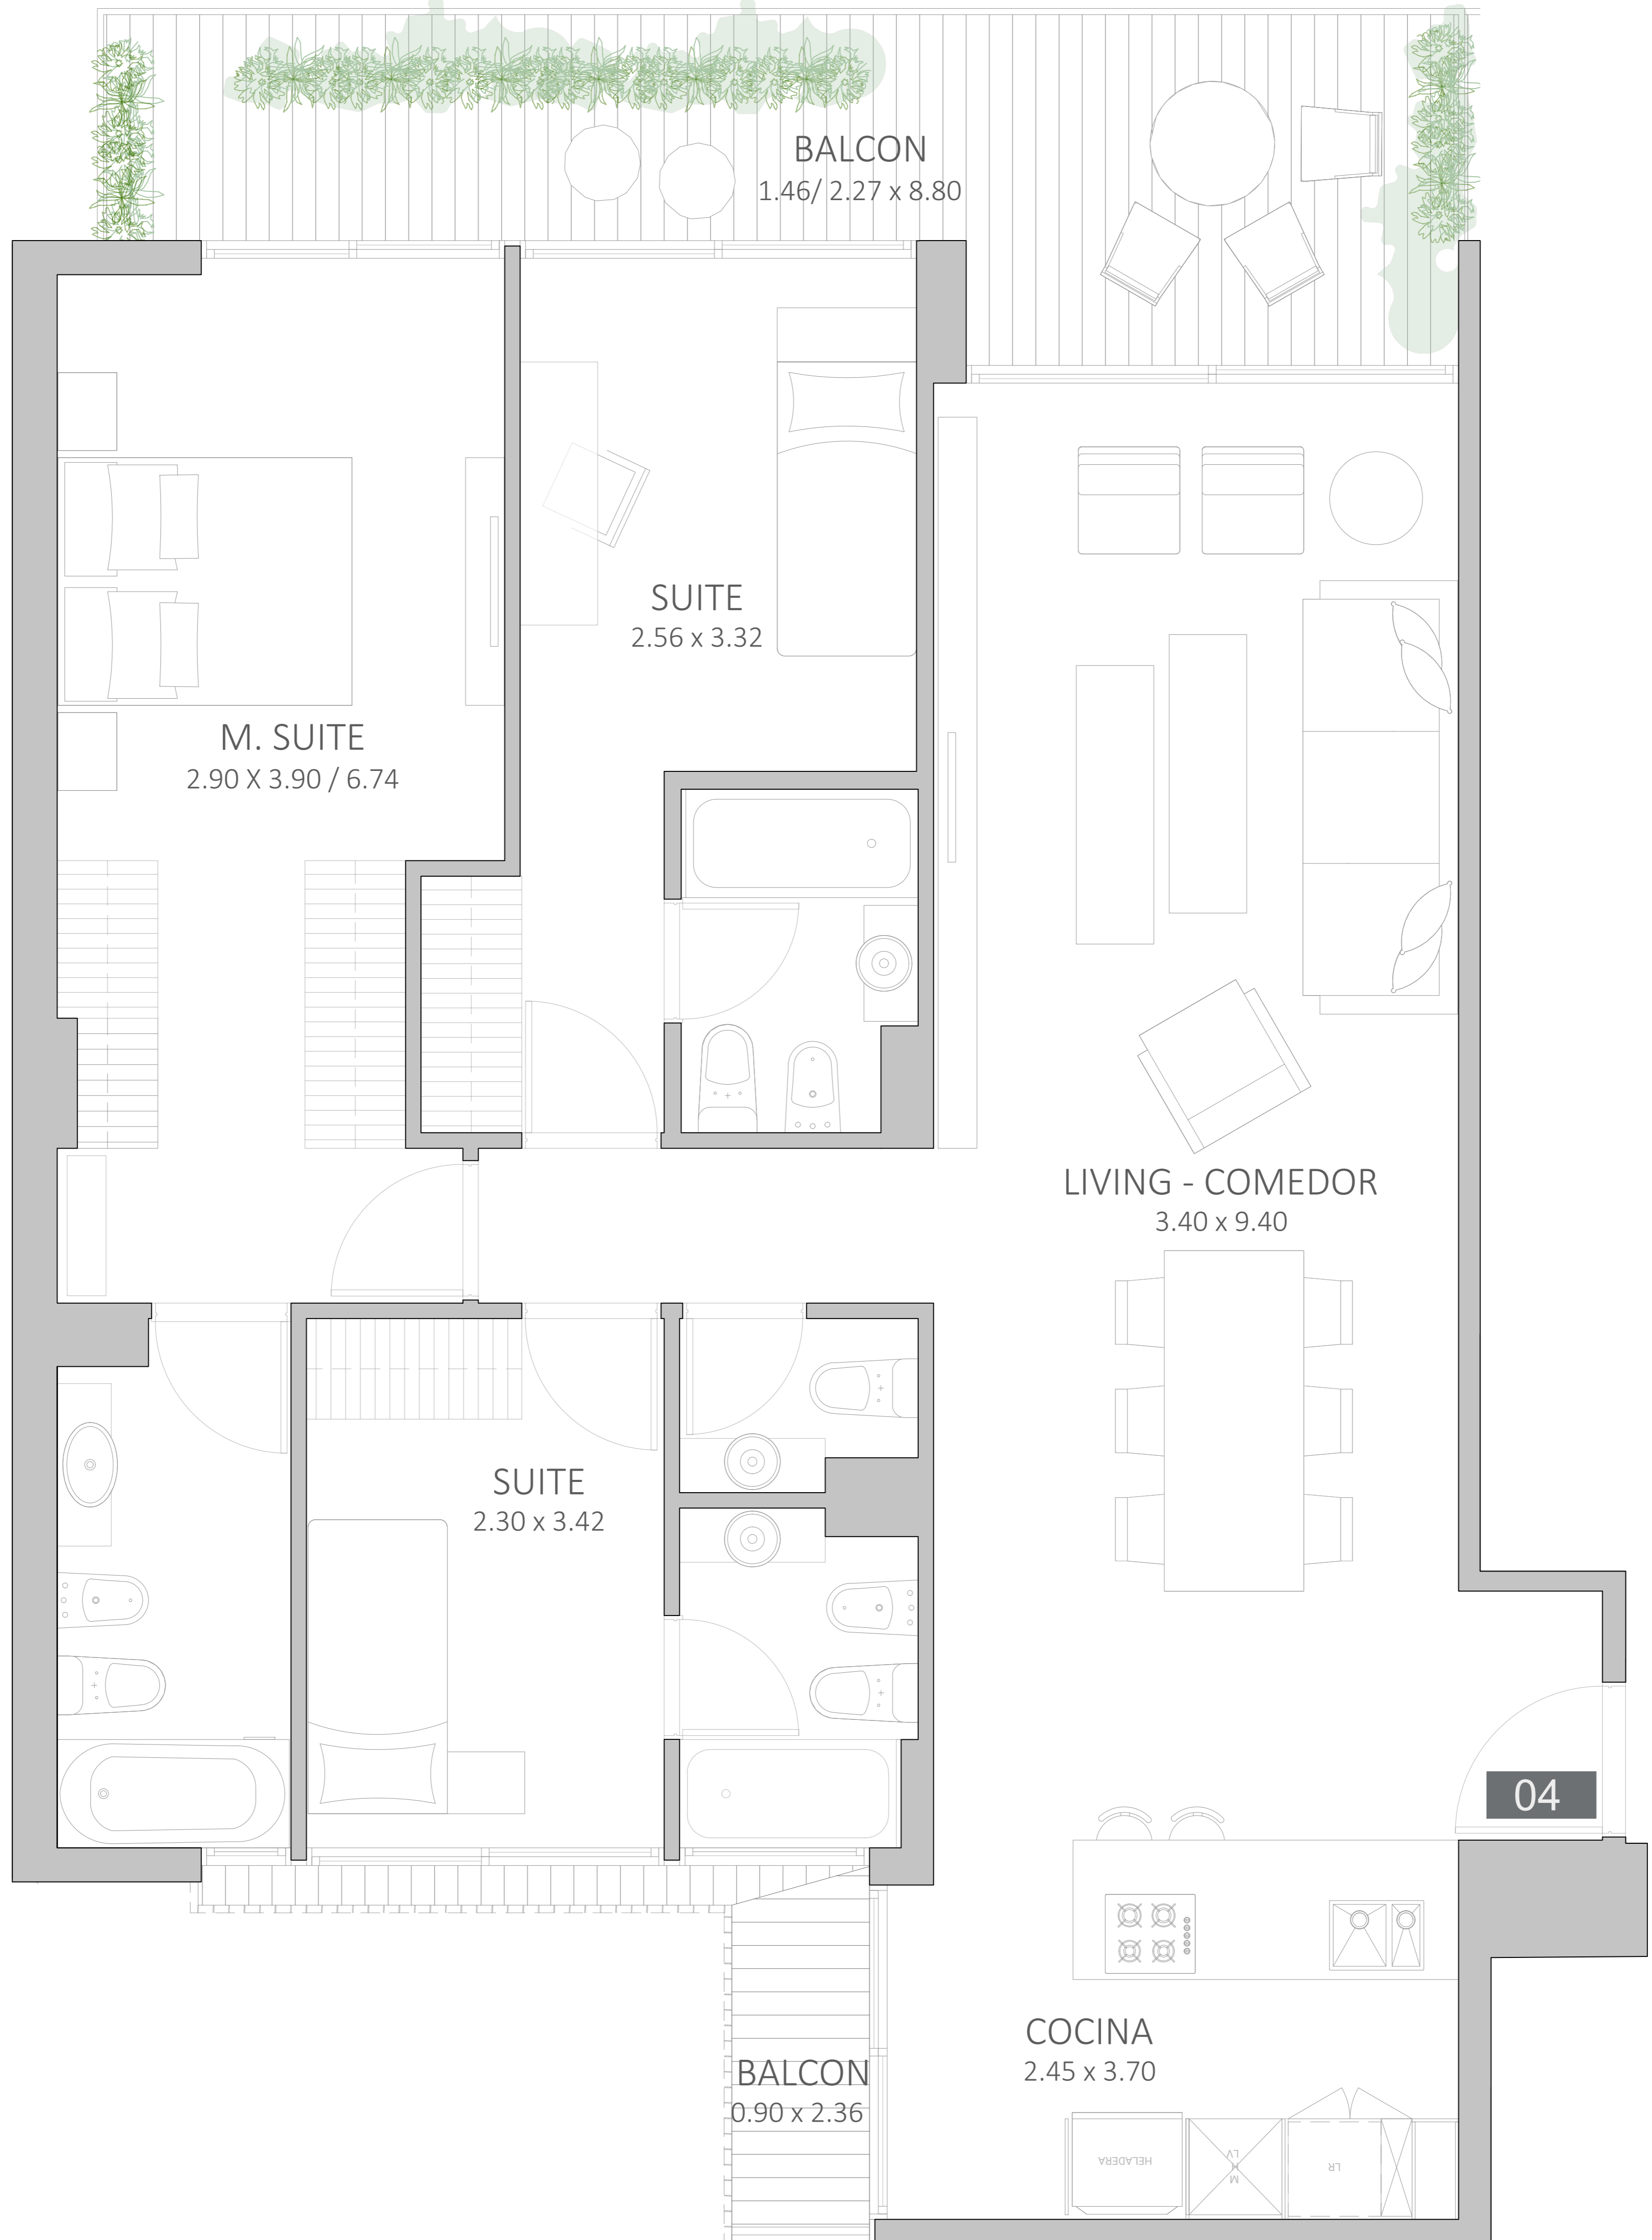 BALCON
1.46/ 2.27 x 8.80
SUITE
2.56 x 3.32
M. SUITE
2.90 X 3.90 / 6.74
LIVING - COMEDOR
3.40 x 9.40
SUITE
2.30 x 3.42
04
COCINA
2.45 x 3.70
BALCON
0.90 x 2.36
HELADERA
LV
H
M
LR